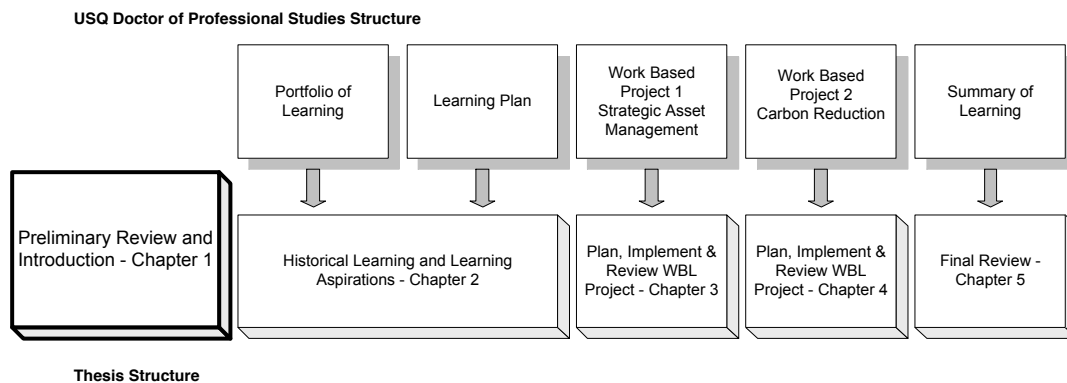 USQ Doctor of Professional Studies Structure
Portfolio of
Learning
Learning Plan
Work Based
Project 1
Strategic Asset
Management
Work Based
Project 2
Carbon Reduction
Summary of
Learning
Preliminary Review and
Introduction - Chapter 1
Historical Learning and Learning
Aspirations - Chapter 2
Plan, Implement &
Review WBL
Project - Chapter 3
Plan, Implement &
Review WBL
Project - Chapter 4
Final Review -
Chapter 5
Thesis Structure